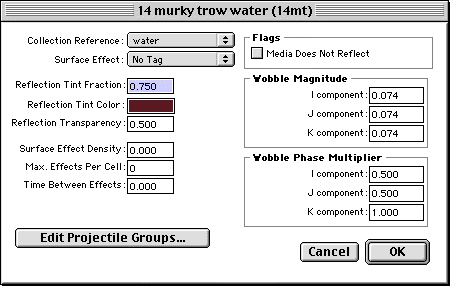 14 murky trow water (14mt)
Collection Reference: water
Surface Effect: No Tag
Reflection Tint Fraction: 0.750
Reflection Tint Color:
Reflection Transparency: 0.500
Surface Effect Density: 0.000
Max. Effects Per Cell: 0
Time Between Effects: 0.000
Edit Projectile Groups...
Flags
Media Does Not Reflect
Wobble Magnitude
I component: 0.074
J component: 0.074
K component: 0.074
Wobble Phase Multiplier
I component: 0.500
J component: 0.500
K component: 1.000
Cancel
OK